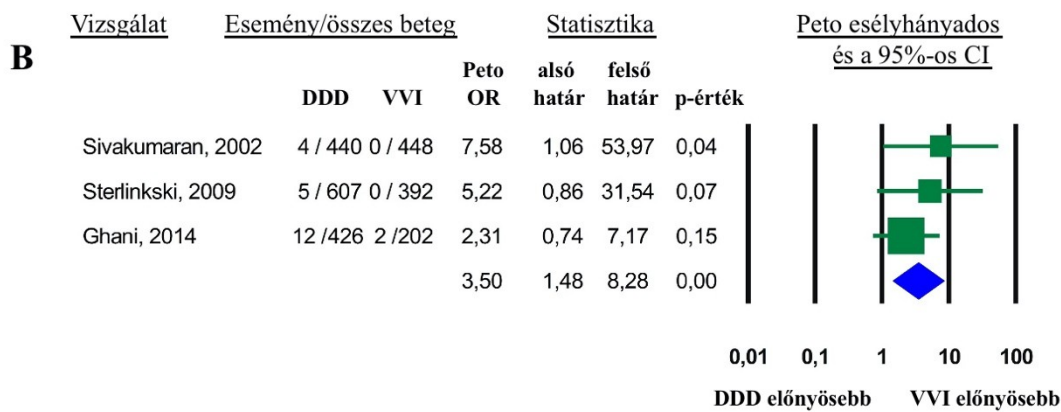 Vizsgálat Esemény/összes beteg Statisztika Peto esélyhányados
és a 95%-os CI
B
Peto alsó felső
DDD VVI OR határ határ p-érték
Sivakumaran, 2002 4 / 440 0 / 448 7,58 1,06 53,97 0,04
Sterlinkski, 2009 5 / 607 0 / 392 5,22 0,86 31,54 0,07
Ghani, 2014 12 /426 2 /202 2,31 0,74 7,17 0,15
3,50 1,48 8,28 0,00
0,01 0,1 1 10 100
DDD előnyösebb VVI előnyösebb